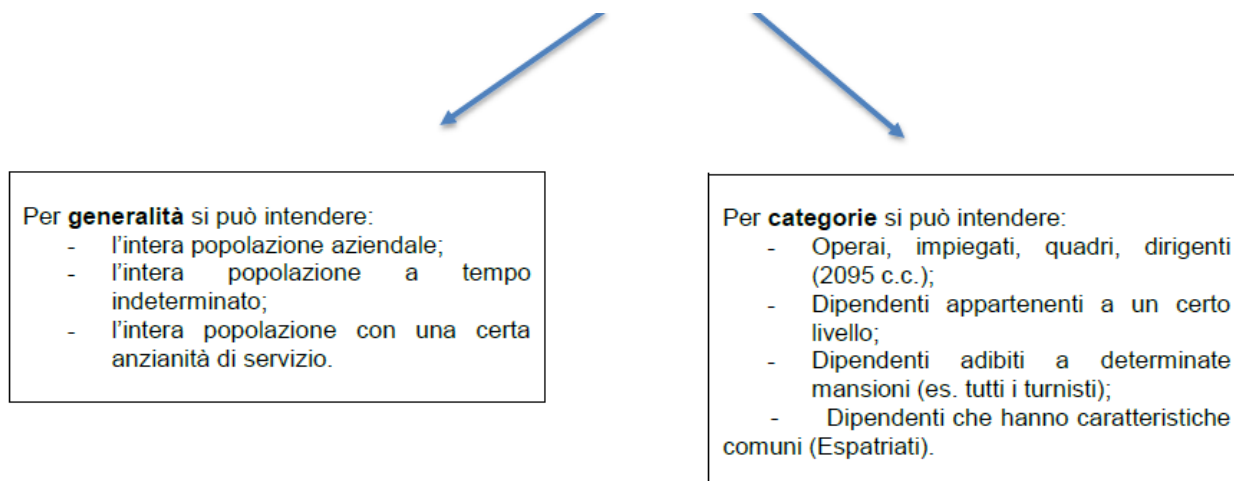 Per generalità si può intendere:
- l'intera popolazione aziendale;
- l'intera popolazione a tempo
indeterminato;
- l'intera popolazione con una certa
anzianità di servizio.
Per categorie si può intendere:
- Operai, impiegati, quadri, dirigenti
(2095 c.c.);
- Dipendenti appartenenti a un certo
livello;
- Dipendenti adibiti a determinate
mansioni (es. tutti i turnisti);
- Dipendenti che hanno caratteristiche
comuni (Espatriati).